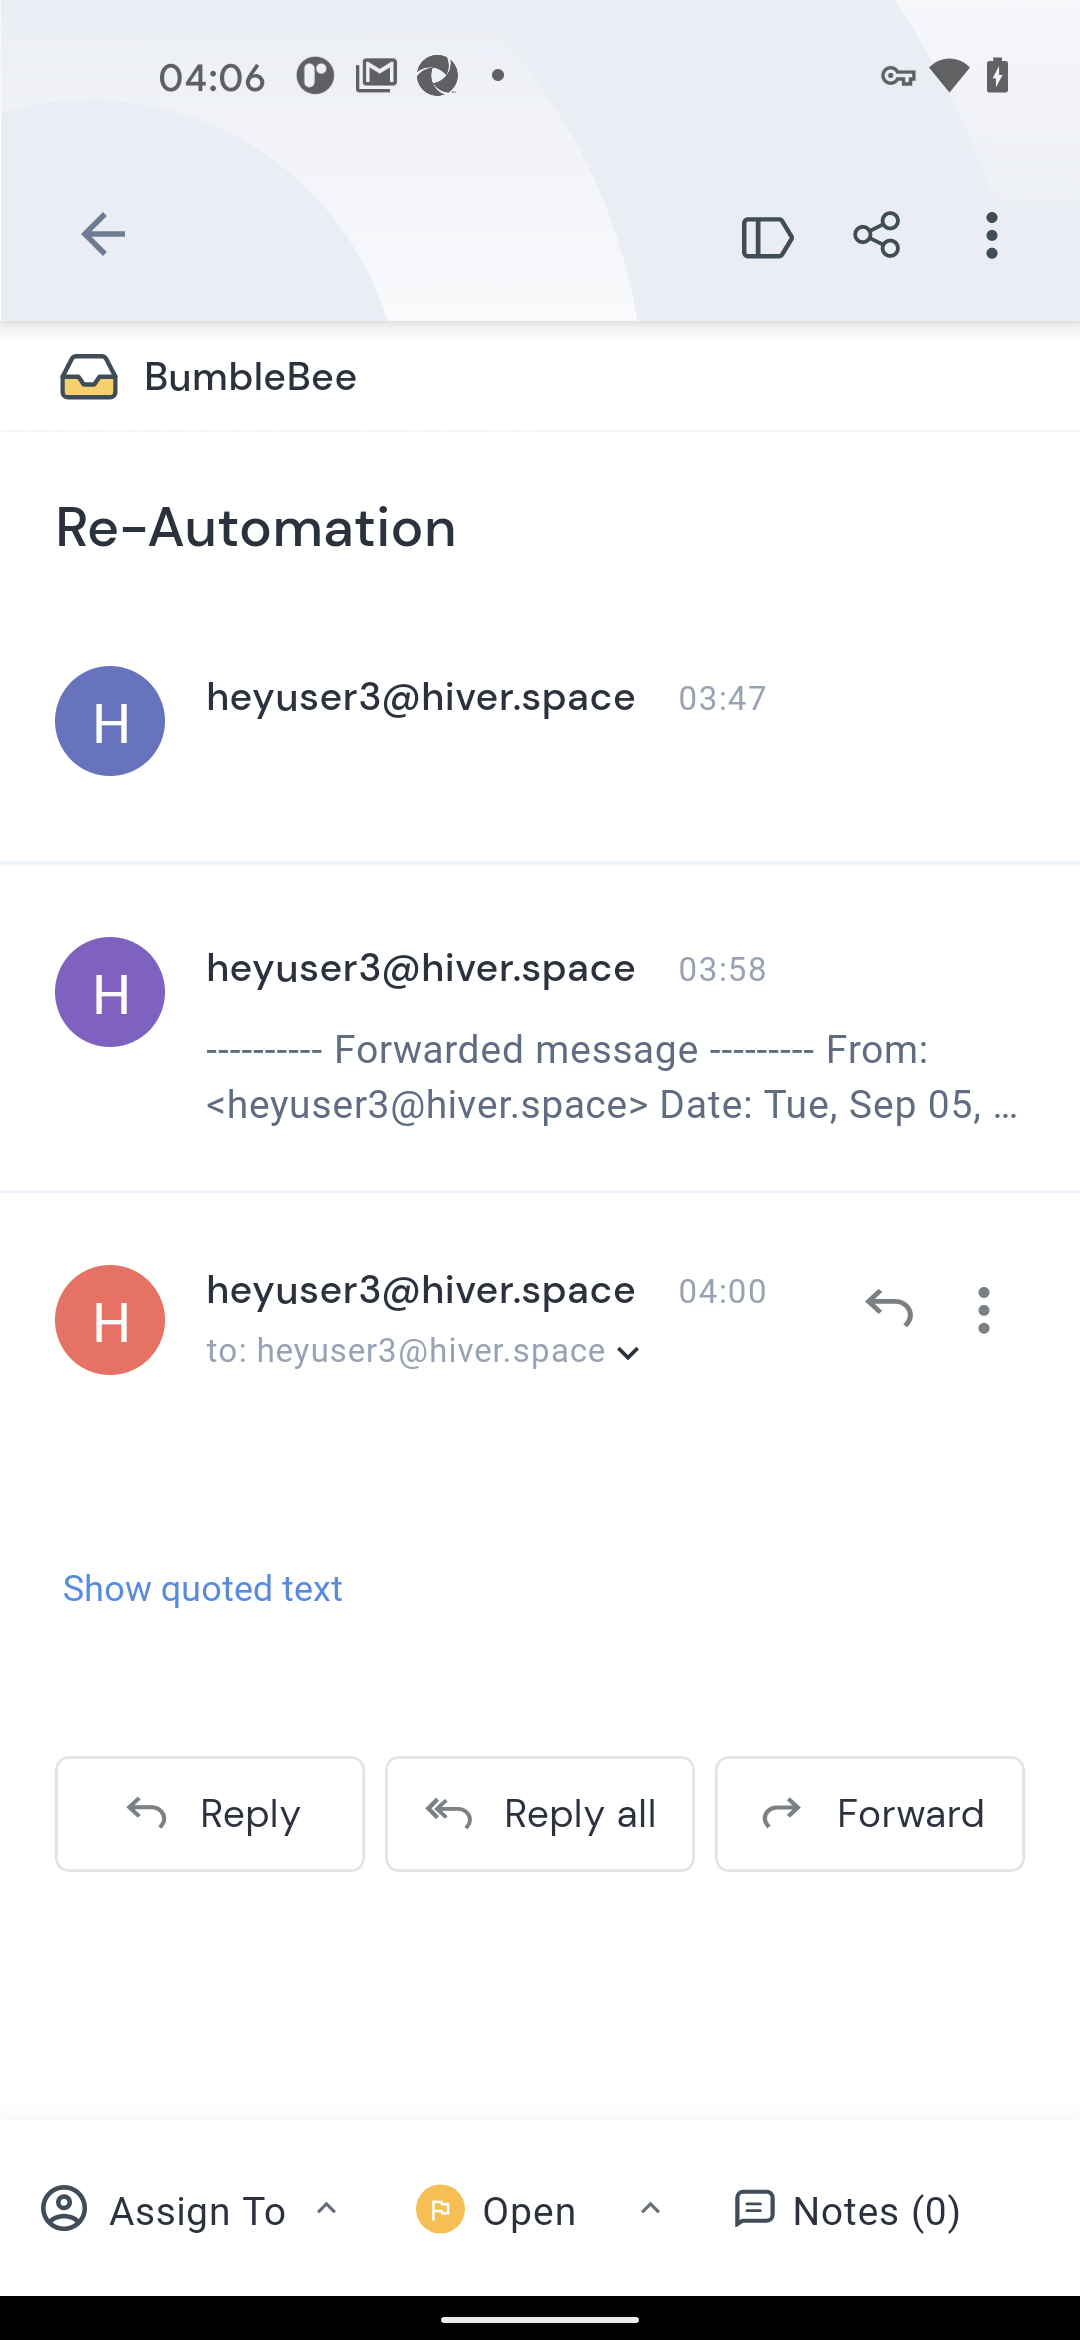 04:06
BumbleBee
Re-Automation
H
heyuser3@hiver.space 03:47
H
heyuser3@hiver.space 03:58
---------- Forwarded message --------- From:
<heyuser3@hiver.space> Date: Tue, Sep 05, …
H
heyuser3@hiver.space 04:00
to: heyuser3@hiver.space
Show quoted text
Reply Reply all Forward
Assign To Open Notes (0)